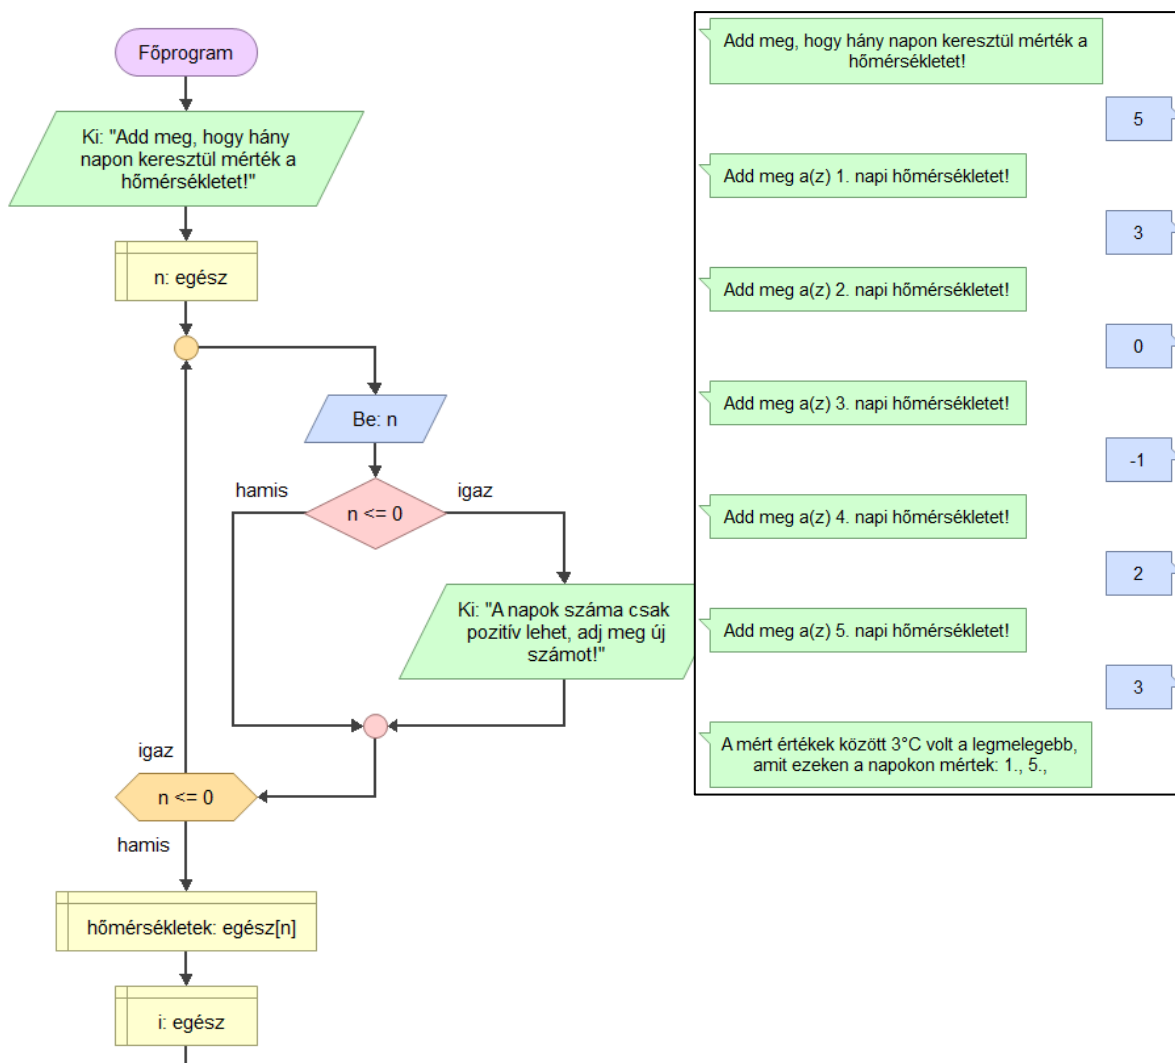 Főprogram
Ki: "Add meg, hogy hány
napon keresztül mérték a
hőmérsékletet!"
n: egész
Be: n
hamis
igaz
n <= 0
Ki: "A napok száma csak
pozitív lehet, adj meg új
számot!"
igaz
n <= 0
hamis
hőmérsékletek: egész[n]
i: egész
Add meg, hogy hány napon keresztül mérték a
hőmérsékletet!
5
Add meg a(z) 1. napi hőmérsékletet!
3
Add meg a(z) 2. napi hőmérsékletet!
0
Add meg a(z) 3. napi hőmérsékletet!
-1
Add meg a(z) 4. napi hőmérsékletet!
2
Add meg a(z) 5. napi hőmérsékletet!
3
A mért értékek között 3°C volt a legmelegebb,
amit ezeken a napokon mértek: 1., 5.,